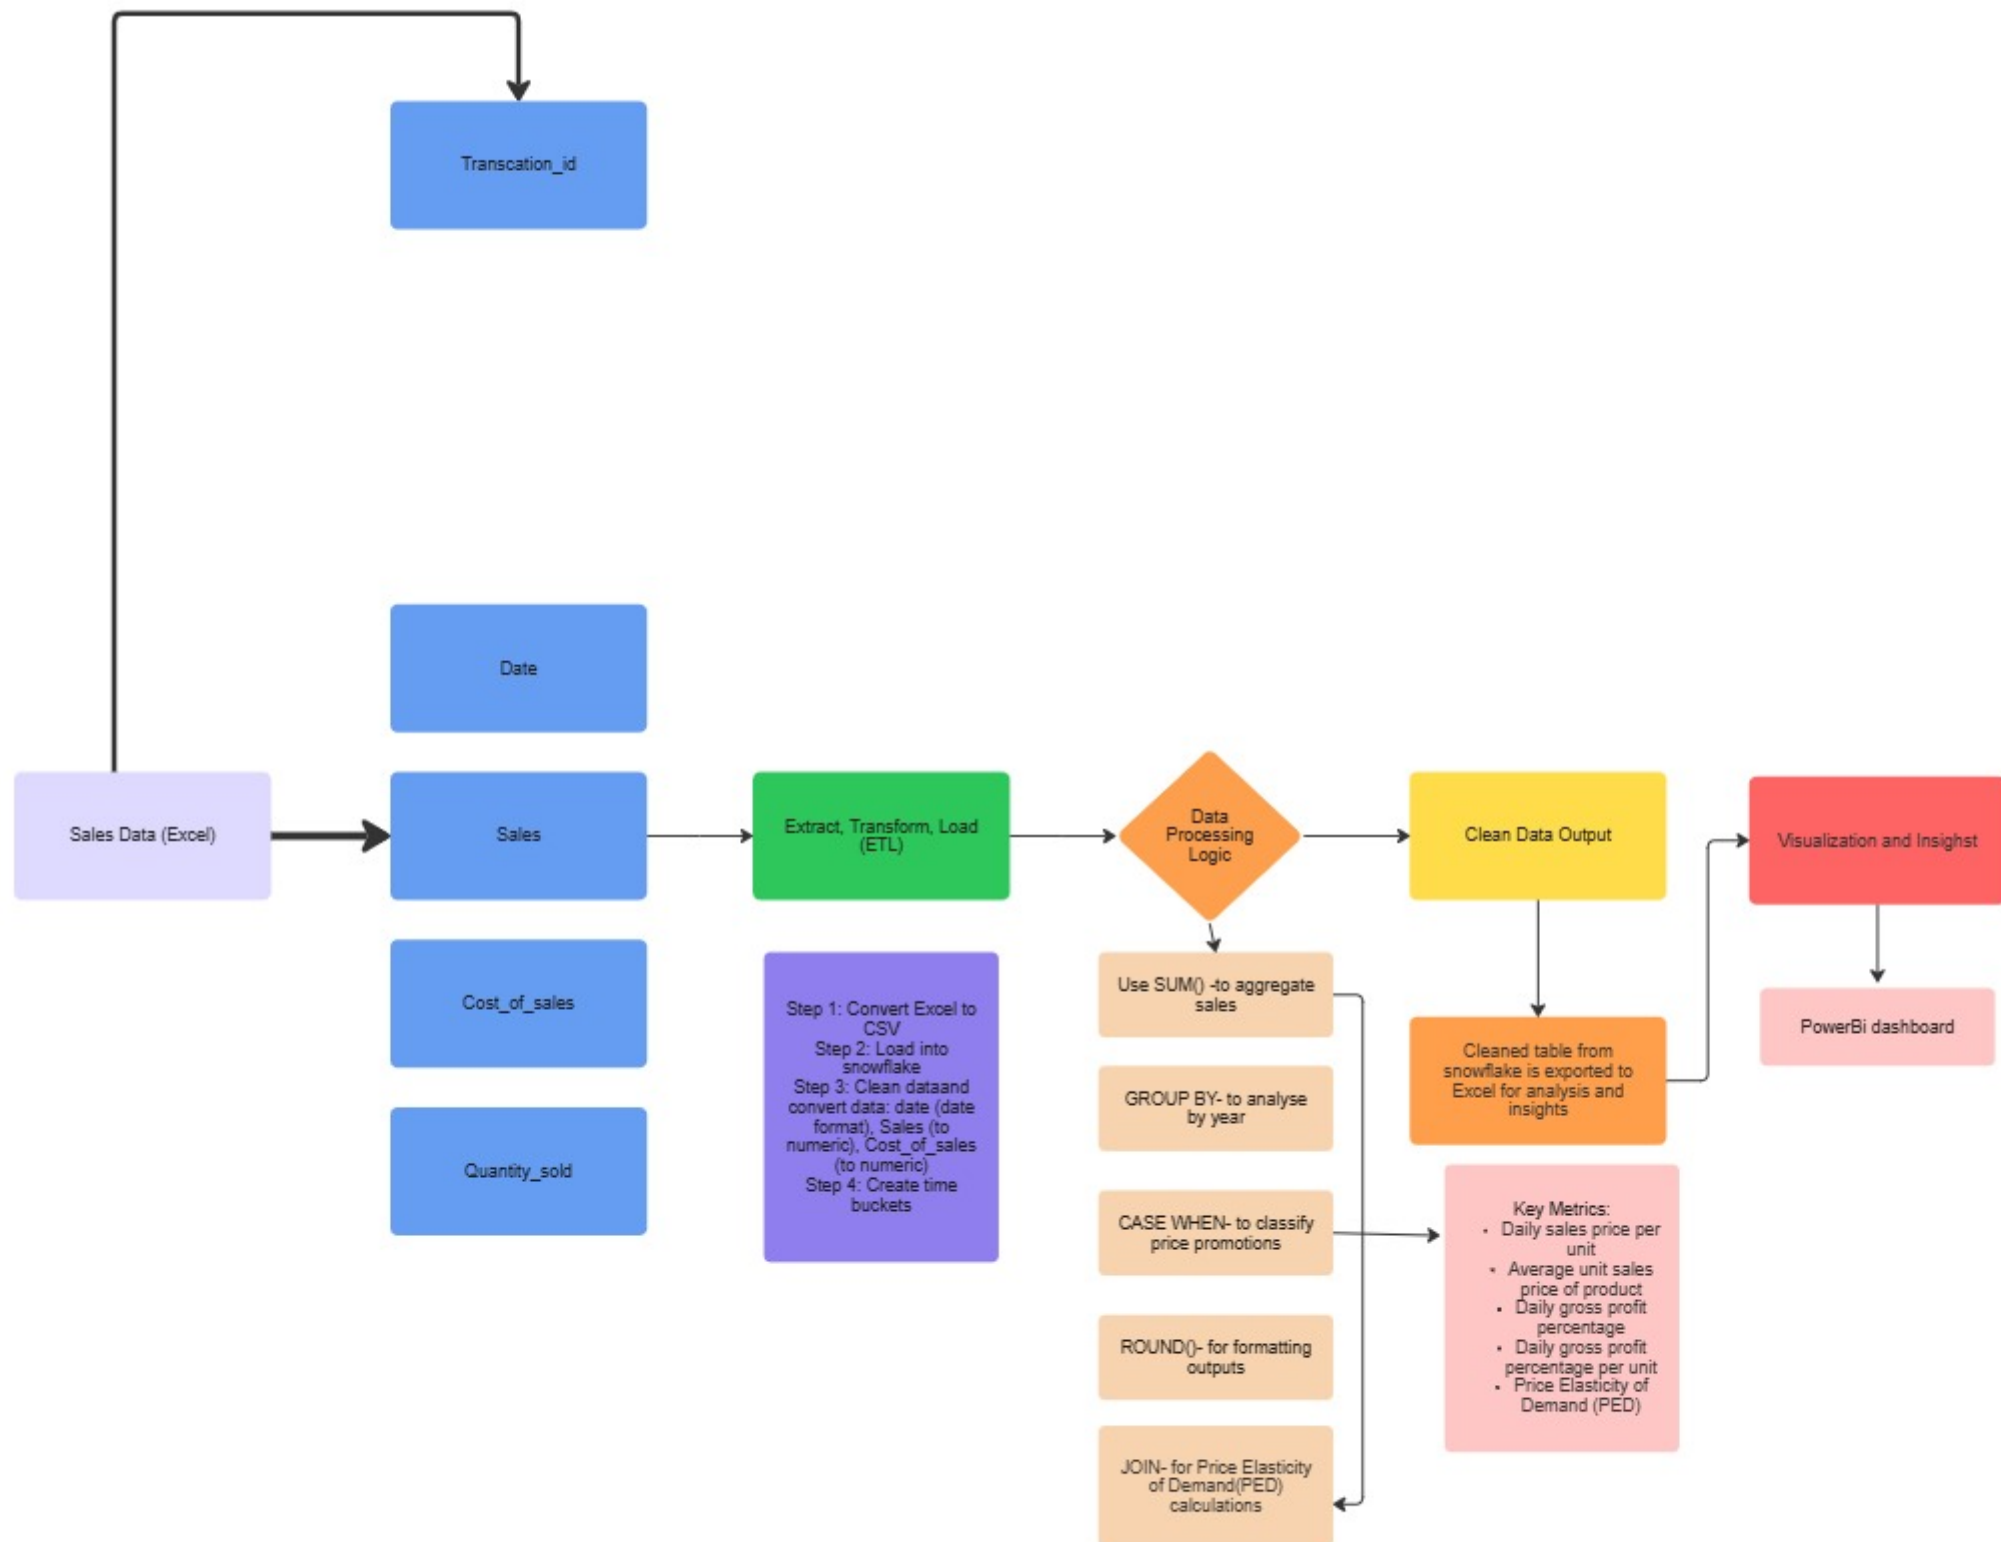 Transcation_id
Date
Sales Data (Excel)
Sales
Cost_of_sales
Quantity_sold
Extract, Transform, Load
(ETL)
Step 1: Convert Excel to
CSV
Step 2: Load into
snowflake
Step 3: Clean dataand
convert data: date (date
format), Sales (to
numeric), Cost_of_sales
(to numeric)
Step 4: Create time
buckets
Data
Processing
Logic
Use SUM() -to aggregate
sales
GROUP BY- to analyse
by year
CASE WHEN- to classify
price promotions
ROUND()- for formatting
outputs
JOIN- for Price Elasticity
of Demand(PED)
calculations
Clean Data Output
Cleaned table from
snowflake is exported to
Excel for analysis and
insights
Key Metrics:
• Daily sales price per
unit
• Average unit sales
price of product
• Daily gross profit
percentage
• Daily gross profit
percentage per unit
• Price Elasticity of
Demand (PED)
Visualization and Insighst
PowerBi dashboard